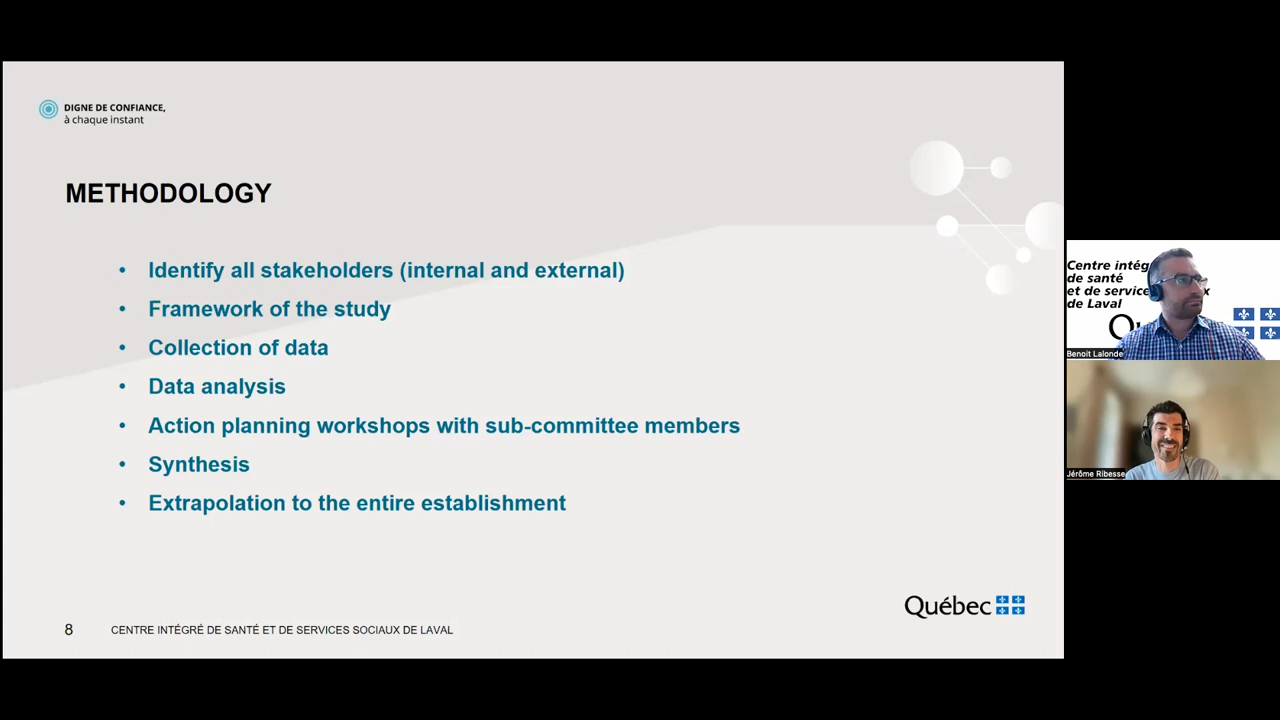 DIGNE DE CONFIANCE,
à chaque instant
METHODOLOGY
• Identify all stakeholders (internal and external)
• Framework of the study
• Collection of data
• Data analysis
• Action planning workshops with sub-committee members
• Synthesis
• Extrapolation to the entire establishment
Québec
8 CENTRE INTÉGRÉ DE SANTÉ ET DE SERVICES SOCIAUX DE LAVAL
Centre intég
de santé
et de service ux
de Laval
Qu
Benoit Lalonde
Jérôme Ribesse